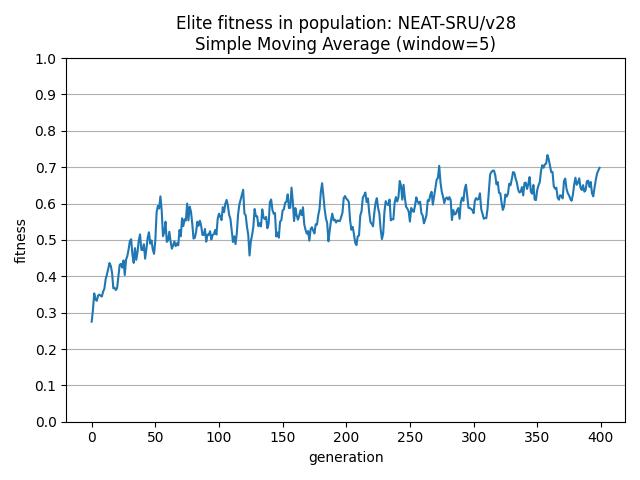 Elite fitness in population: NEAT-SRU/v28
Simple Moving Average (window=5)
fitness
1.0
0.9
0.8
0.7
0.6
0.5
0.4
0.3
0.2
0.1
0.0
0 50 100 150 200 250 300 350 400
generation